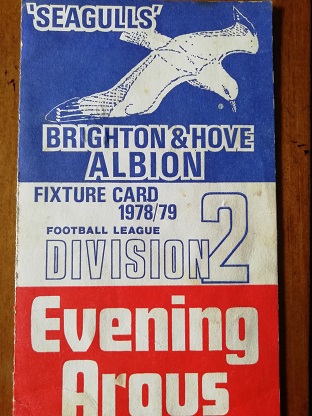 'SEAGULLS'
BRIGHTON & HOVE
ALBION
FIXTURE CARD
1978/79
FOOTBALL LEAGUE
DIVISION 2
Evening
Argus